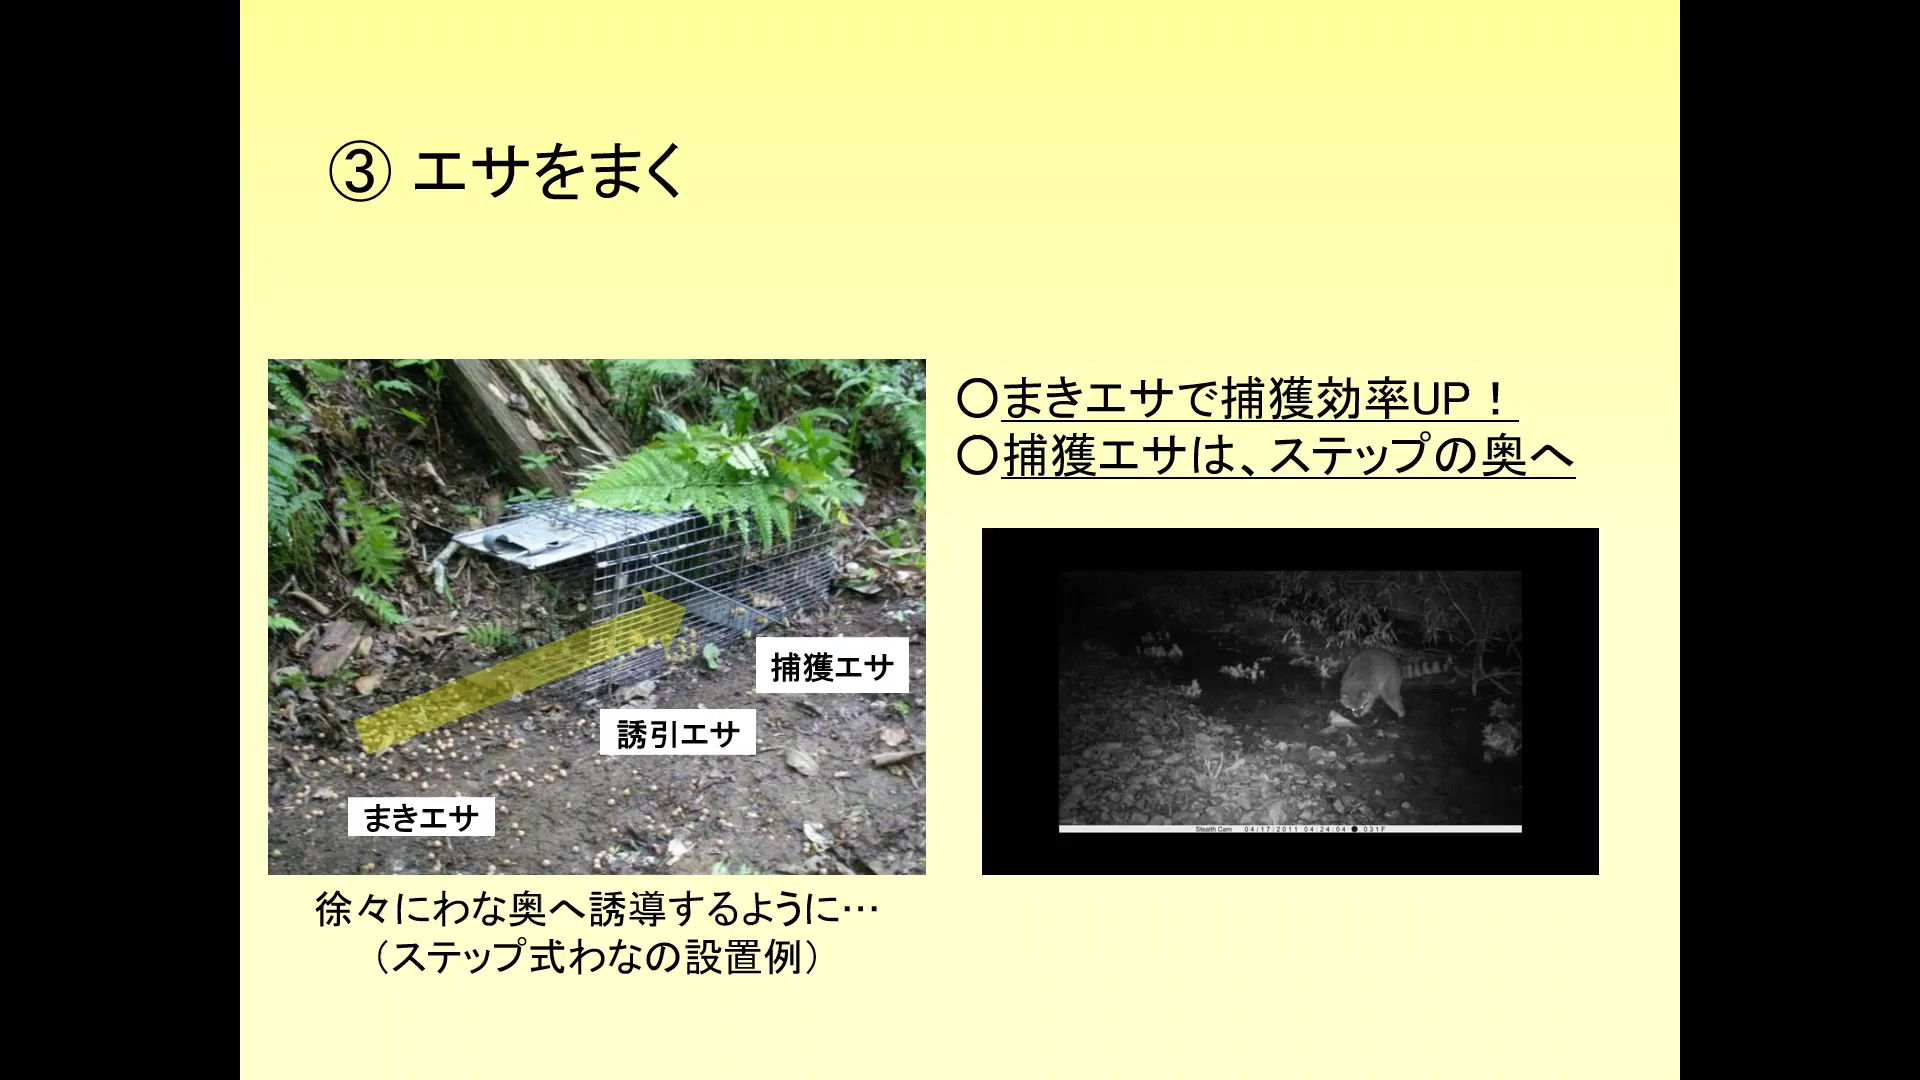 ③ エサをまく
〇まきエサで捕獲効率UP！
〇捕獲エサは、ステップの奥へ
捕獲エサ
誘引エサ
まきエサ
Stealth Cam 04/17/2011 04:24:04 ● 031F
徐々にわな奥へ誘導するように…
（ステップ式わなの設置例）